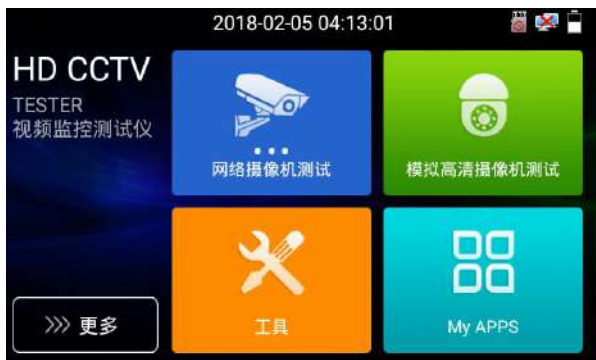 2018-02-05 04:13:01
HD CCTV
TESTER
视频监控测试仪
网络摄像机测试
模拟高清摄像机测试
>>> 更多
工具
My APPS